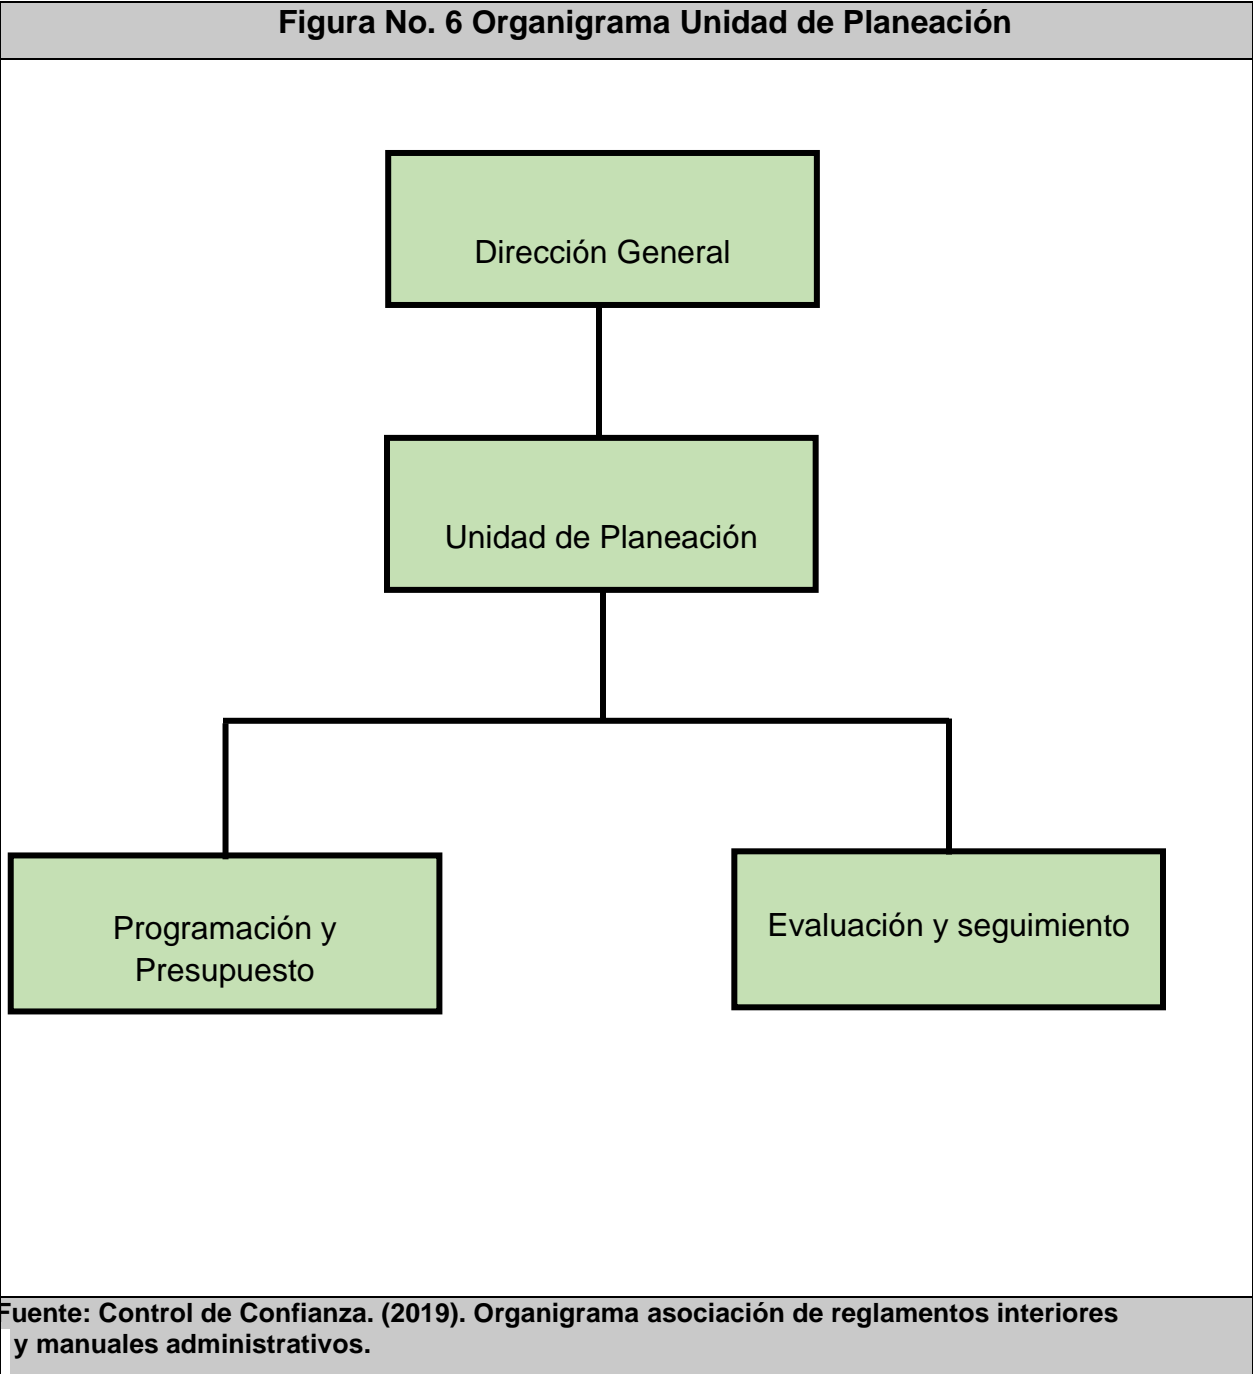 Figura No. 6 Organigrama Unidad de Planeación
Dirección General
Unidad de Planeación
Programación y
Presupuesto
Evaluación y seguimiento
Fuente: Control de Confianza. (2019). Organigrama asociación de reglamentos interiores
y manuales administrativos.